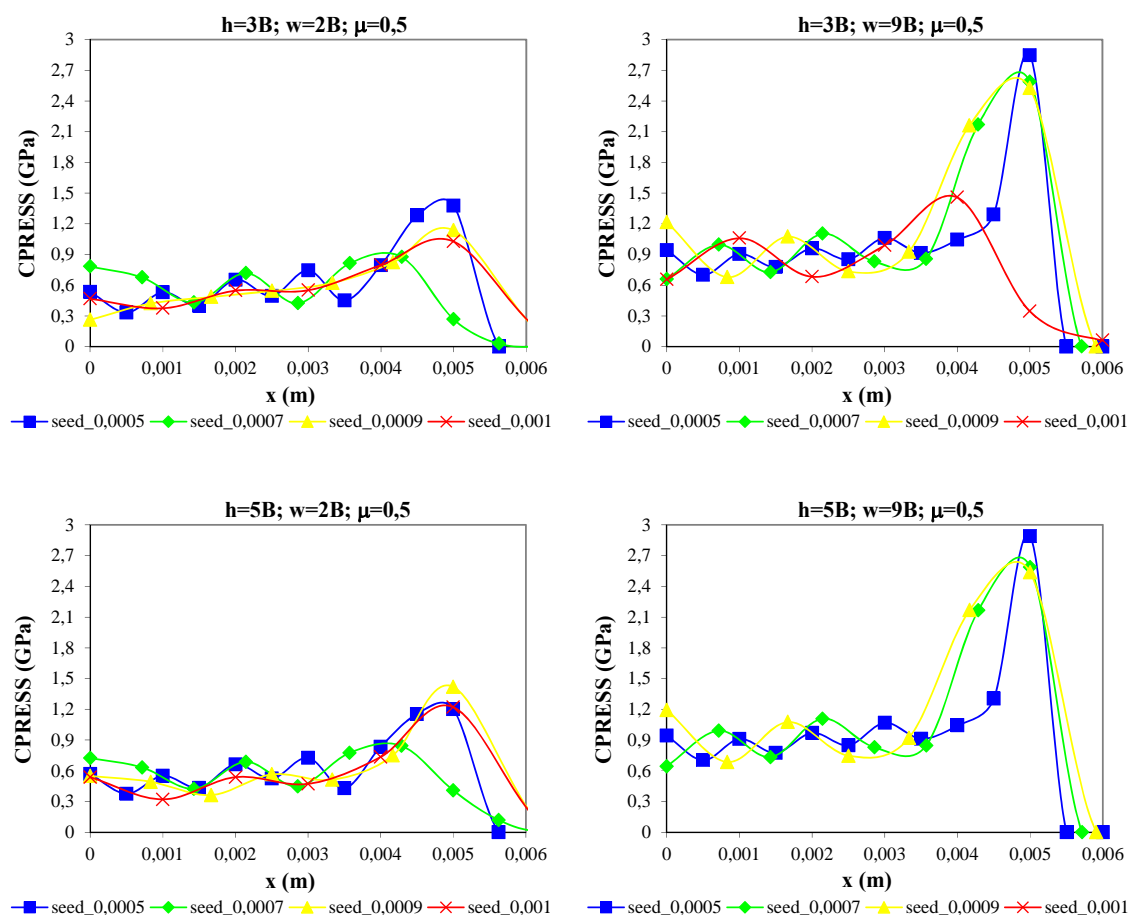 h=3B; w=2B; μ=0,5
CPRESS (GPa)
3
2,7
2,4
2,1
1,8
1,5
1,2
0,9
0,6
0,3
0
0 0,001 0,002 0,003 0,004 0,005 0,006
x (m)
seed_0,0005 seed_0,0007 seed_0,0009 seed_0,001
h=3B; w=9B; μ=0,5
CPRESS (GPa)
3
2,7
2,4
2,1
1,8
1,5
1,2
0,9
0,6
0,3
0
0 0,001 0,002 0,003 0,004 0,005 0,006
x (m)
seed_0,0005 seed_0,0007 seed_0,0009 seed_0,001
h=5B; w=2B; μ=0,5
CPRESS (GPa)
3
2,7
2,4
2,1
1,8
1,5
1,2
0,9
0,6
0,3
0
0 0,001 0,002 0,003 0,004 0,005 0,006
x (m)
seed_0,0005 seed_0,0007 seed_0,0009 seed_0,001
h=5B; w=9B; μ=0,5
CPRESS (GPa)
3
2,7
2,4
2,1
1,8
1,5
1,2
0,9
0,6
0,3
0
0 0,001 0,002 0,003 0,004 0,005 0,006
x (m)
seed_0,0005 seed_0,0007 seed_0,0009 seed_0,001